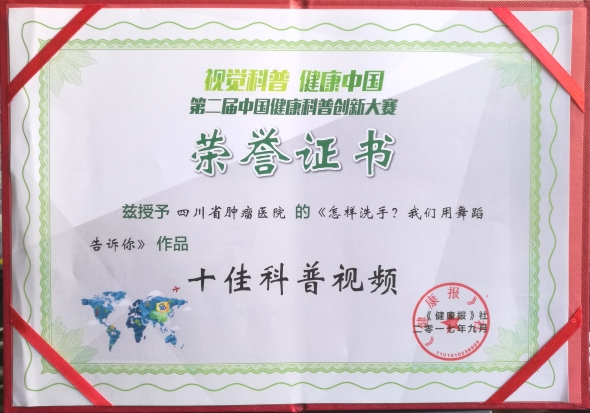 视觉科普 健康中国
第二届中国健康科普创新大赛
荣誉证书
兹授予 四川省肿瘤医院 的《怎样洗手？我们用舞蹈
告诉你》 作品
十佳科普视频
《健康报》社
二零一七年九月